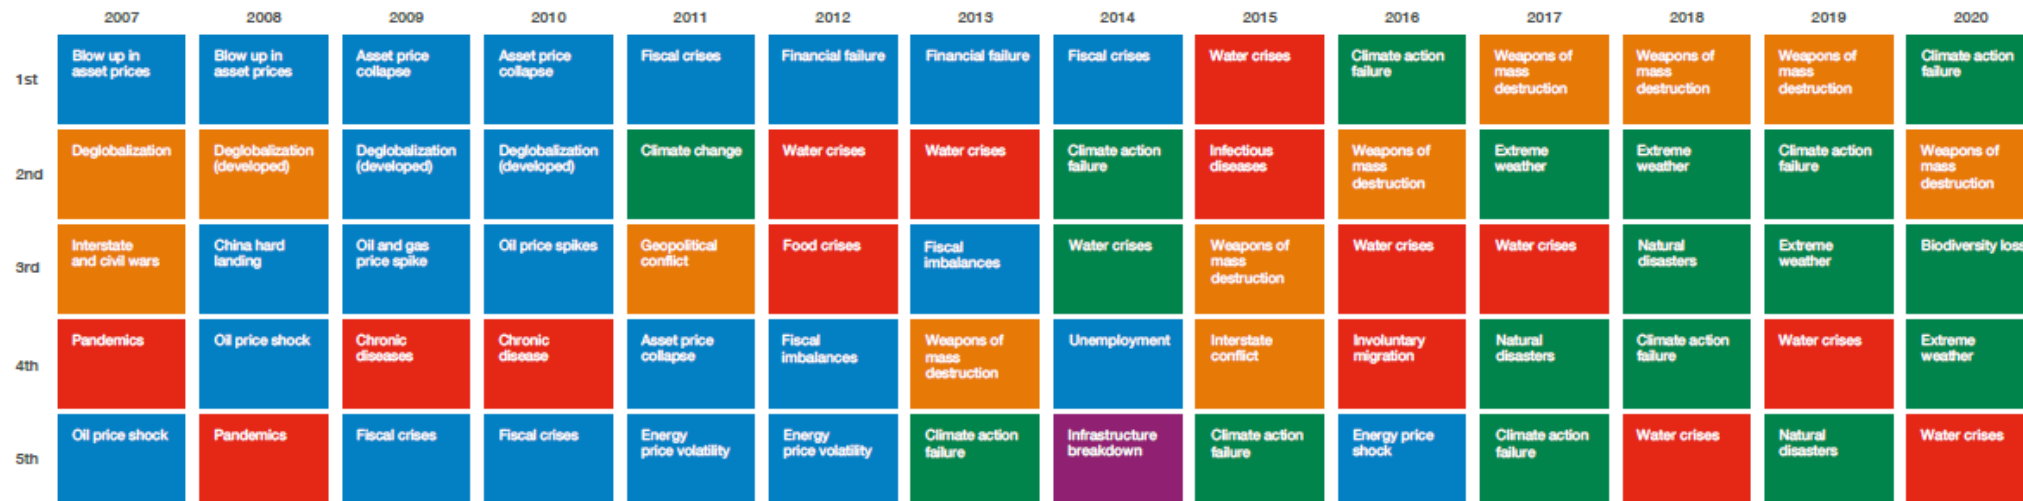 2007 2008 2009 2010 2011 2012 2013 2014 2015 2016 2017 2018 2019 2020
1st
Blow up in
asset prices
Blow up in
asset prices
Asset price
collapse
Asset price
collapse
Fiscal crises
Financial failure
Financial failure
Fiscal crises
Water crises
Climate action
failure
Weapons of
mass
destruction
Weapons of
mass
destruction
Weapons of
mass
destruction
Climate action
failure
2nd
Deglobalization
Deglobalization
(developed)
Deglobalization
(developed)
Deglobalization
(developed)
Climate change
Water crises
Water crises
Climate action
failure
Infectious
diseases
Weapons of
mass
destruction
Extreme
weather
Extreme
weather
Climate action
failure
Weapons of
mass
destruction
3rd
Interstate
and civil wars
China hard
landing
Oil and gas
price spike
Oil price spikes
Geopolitical
conflict
Food crises
Fiscal
imbalances
Water crises
Weapons of
mass
destruction
Water crises
Water crises
Natural
disasters
Extreme
weather
Biodiversity loss
4th
Pandemics
Oil price shock
Chronic
diseases
Chronic
disease
Asset price
collapse
Fiscal
imbalances
Weapons of
mass
destruction
Unemployment
Interstate
conflict
Involuntary
migration
Natural
disasters
Climate action
failure
Water crises
Extreme
weather
5th
Oil price shock
Pandemics
Fiscal crises
Fiscal crises
Energy
price volatility
Energy
price volatility
Climate action
failure
Infrastructure
breakdown
Climate action
failure
Energy price
shock
Climate action
failure
Water crises
Natural
disasters
Water crises